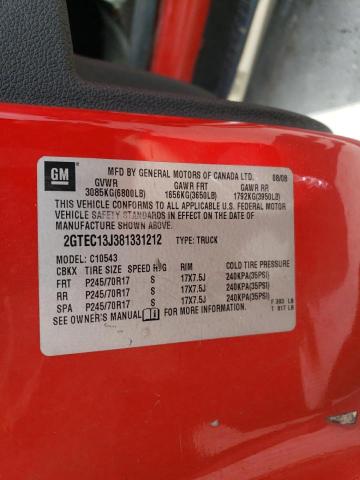 GM
MFD BY GENERAL MOTORS OF CANADA LTD. 08/08
GVWR GAWR FRT GAWR RR
3085KG(6800LB) 1656KG(3650LB) 1792KG(3950LB)
THIS VEHICLE CONFORMS TO ALL APPLICABLE U.S. FEDERAL MOTOR
VEHICLE SAFETY STANDARDS IN EFFECT ON THE DATE OF
MANUFACTURE SHOWN ABOVE.
2GTEC13J381331212 TYPE: TRUCK
MODEL: C10543
CBKX TIRE SIZE SPEED RTG RIM COLD TIRE PRESSURE
FRT P245/70R17 S 17X7.5J 240KPA(35PSI)
RR P245/70R17 S 17X7.5J 240KPA(35PSI)
SPA P245/70R17 S 17X7.5J 240KPA(35PSI)
SEE OWNER'S MANUAL FOR MORE INFORMATION. F 383 LB
T 817 LB